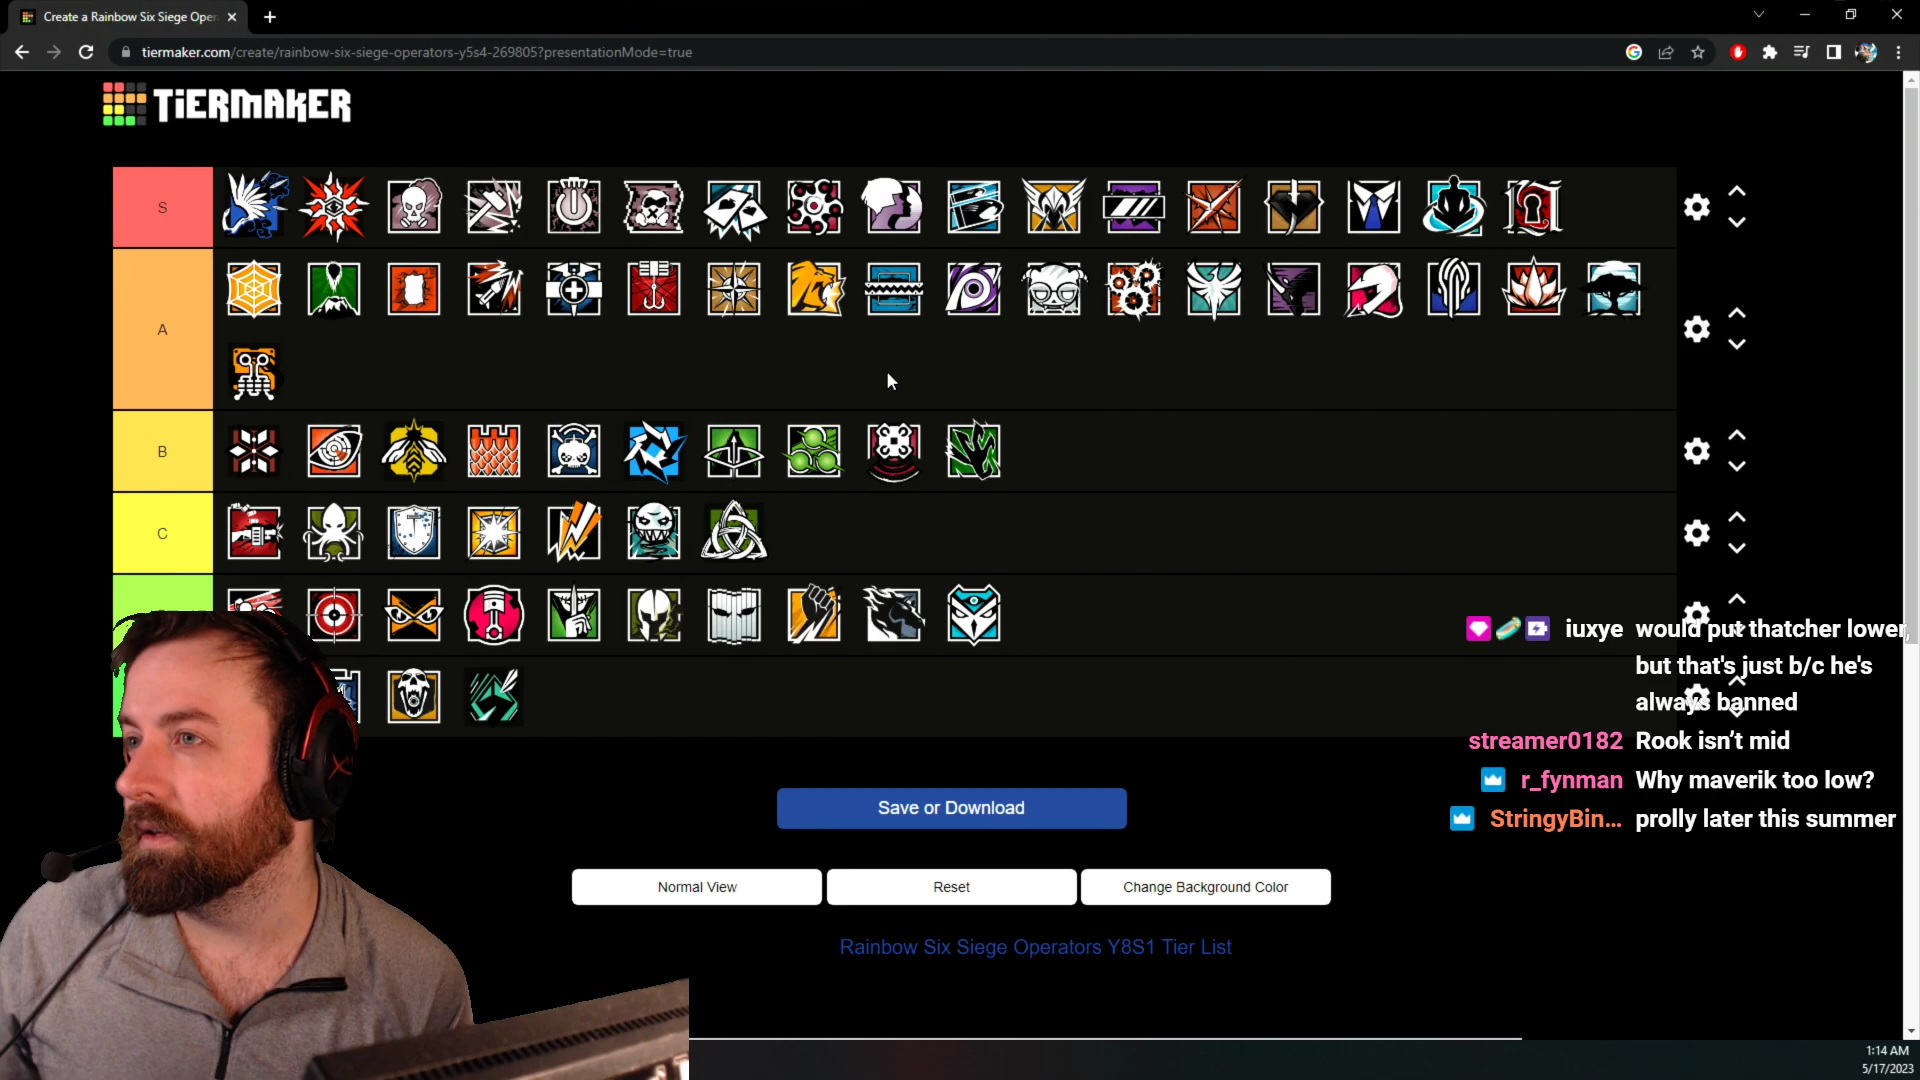 Create a Rainbow Six Siege Oper
tiermaker.com/create/rainbow-six-siege-operators-y5s4-269805?presentationMode=true
TiERMAKER
S
A
B
C
iuxye would put thatcher lower,
but that's just b/c he's
always banned
streamer0182 Rook isn’t mid
r_fynman Why maverik too low?
StringyBin... prolly later this summer
Save or Download
Normal View
Reset
Change Background Color
Rainbow Six Siege Operators Y8S1 Tier List
1:14 AM
5/17/2023